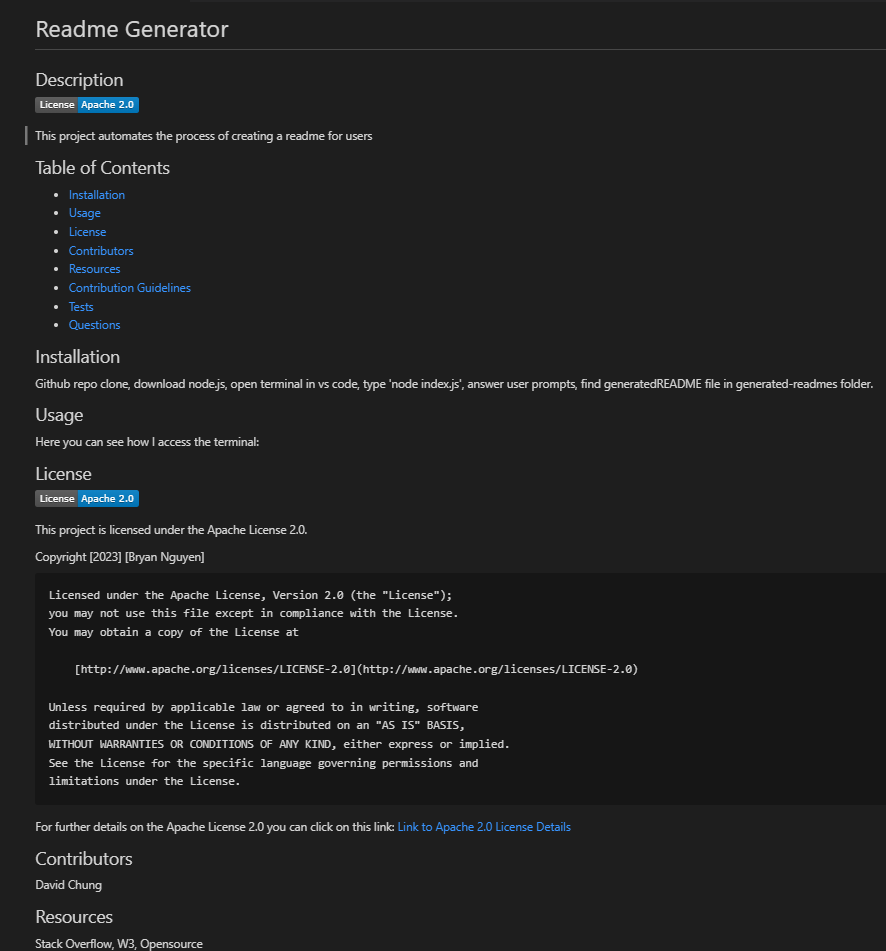 Readme Generator
Description
License Apache 2.0
This project automates the process of creating a readme for users
Table of Contents
Installation
Usage
License
Contributors
Resources
Contribution Guidelines
Tests
Questions
Installation
Github repo clone, download node.js, open terminal in vs code, type 'node index.js', answer user prompts, find generatedREADME file in generated-readmes folder.
Usage
Here you can see how I access the terminal:
License
License Apache 2.0
This project is licensed under the Apache License 2.0.
Copyright [2023] [Bryan Nguyen]
Licensed under the Apache License, Version 2.0 (the "License");
you may not use this file except in compliance with the License.
You may obtain a copy of the License at
[http://www.apache.org/licenses/LICENSE-2.0](http://www.apache.org/licenses/LICENSE-2.0)
Unless required by applicable law or agreed to in writing, software
distributed under the License is distributed on an "AS IS" BASIS,
WITHOUT WARRANTIES OR CONDITIONS OF ANY KIND, either express or implied.
See the License for the specific language governing permissions and
limitations under the License.
For further details on the Apache License 2.0 you can click on this link: Link to Apache 2.0 License Details
Contributors
David Chung
Resources
Stack Overflow, W3, Opensource